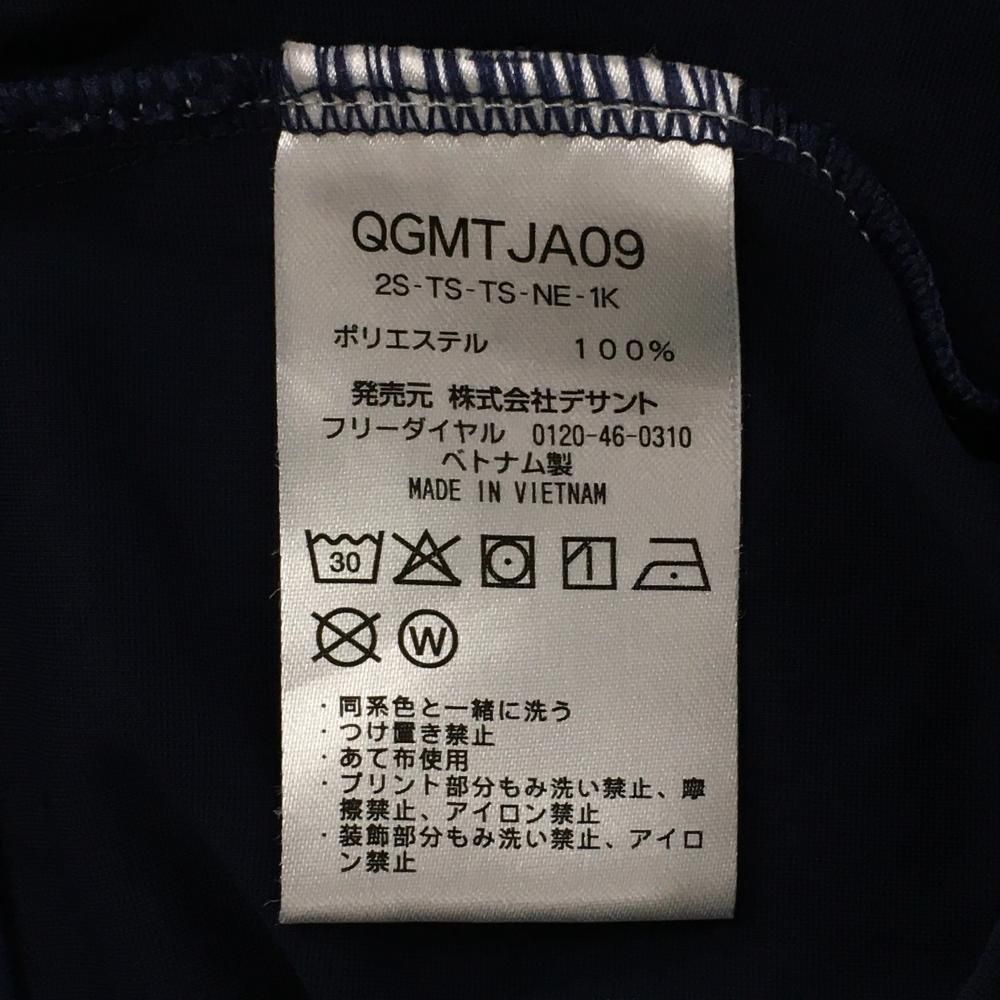 QGMTJA09
2S-TS-TS-NE-1K
ポリエステル 100%
発売元 株式会社デサント
フリーダイヤル 0120-46-0310
ベトナム製
MADE IN VIETNAM
30
W
・同系色と一緒に洗う
・つけ置き禁止
・あて布使用
・プリント部分もみ洗い禁止、摩
擦禁止、アイロン禁止
・装飾部分もみ洗い禁止、アイロ
ン禁止